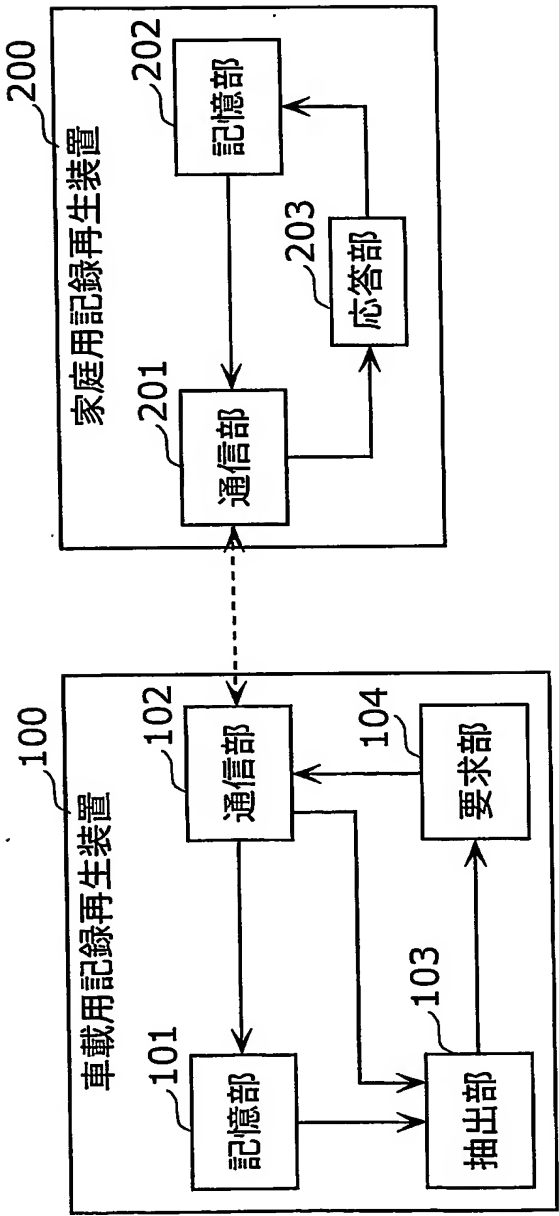 100
車載用記録再生装置
101
記憶部
102
通信部
103
抽出部
104
要求部
200
家庭用記録再生装置
201
通信部
202
記憶部
203
応答部